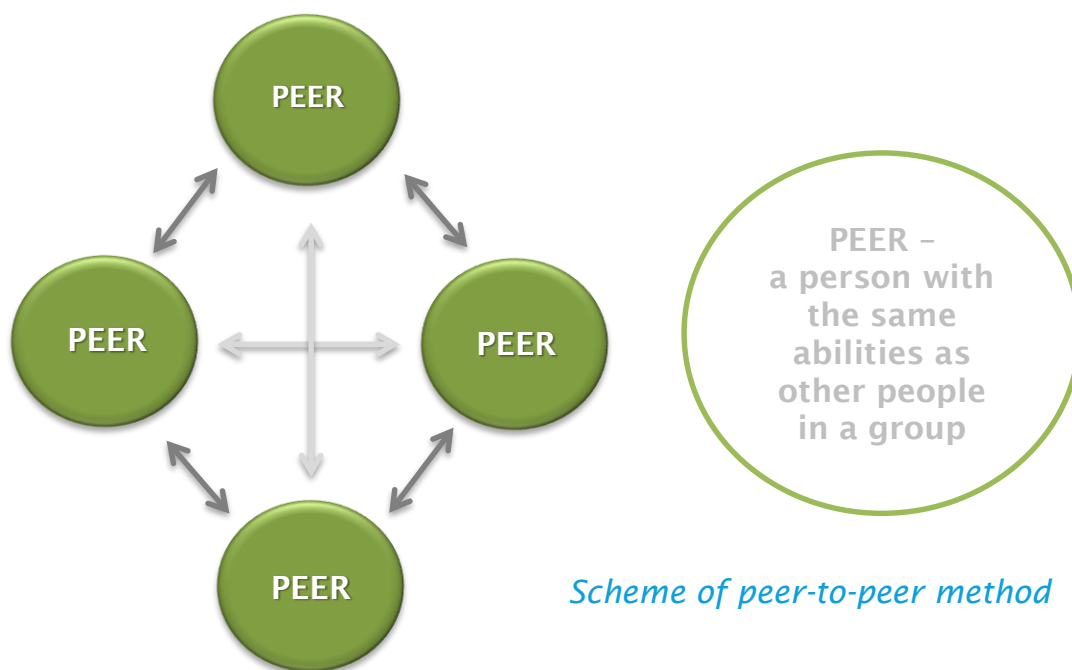 PEER
PEER
PEER
PEER
PEER –
a person with
the same
abilities as
other people
in a group
Scheme of peer-to-peer method